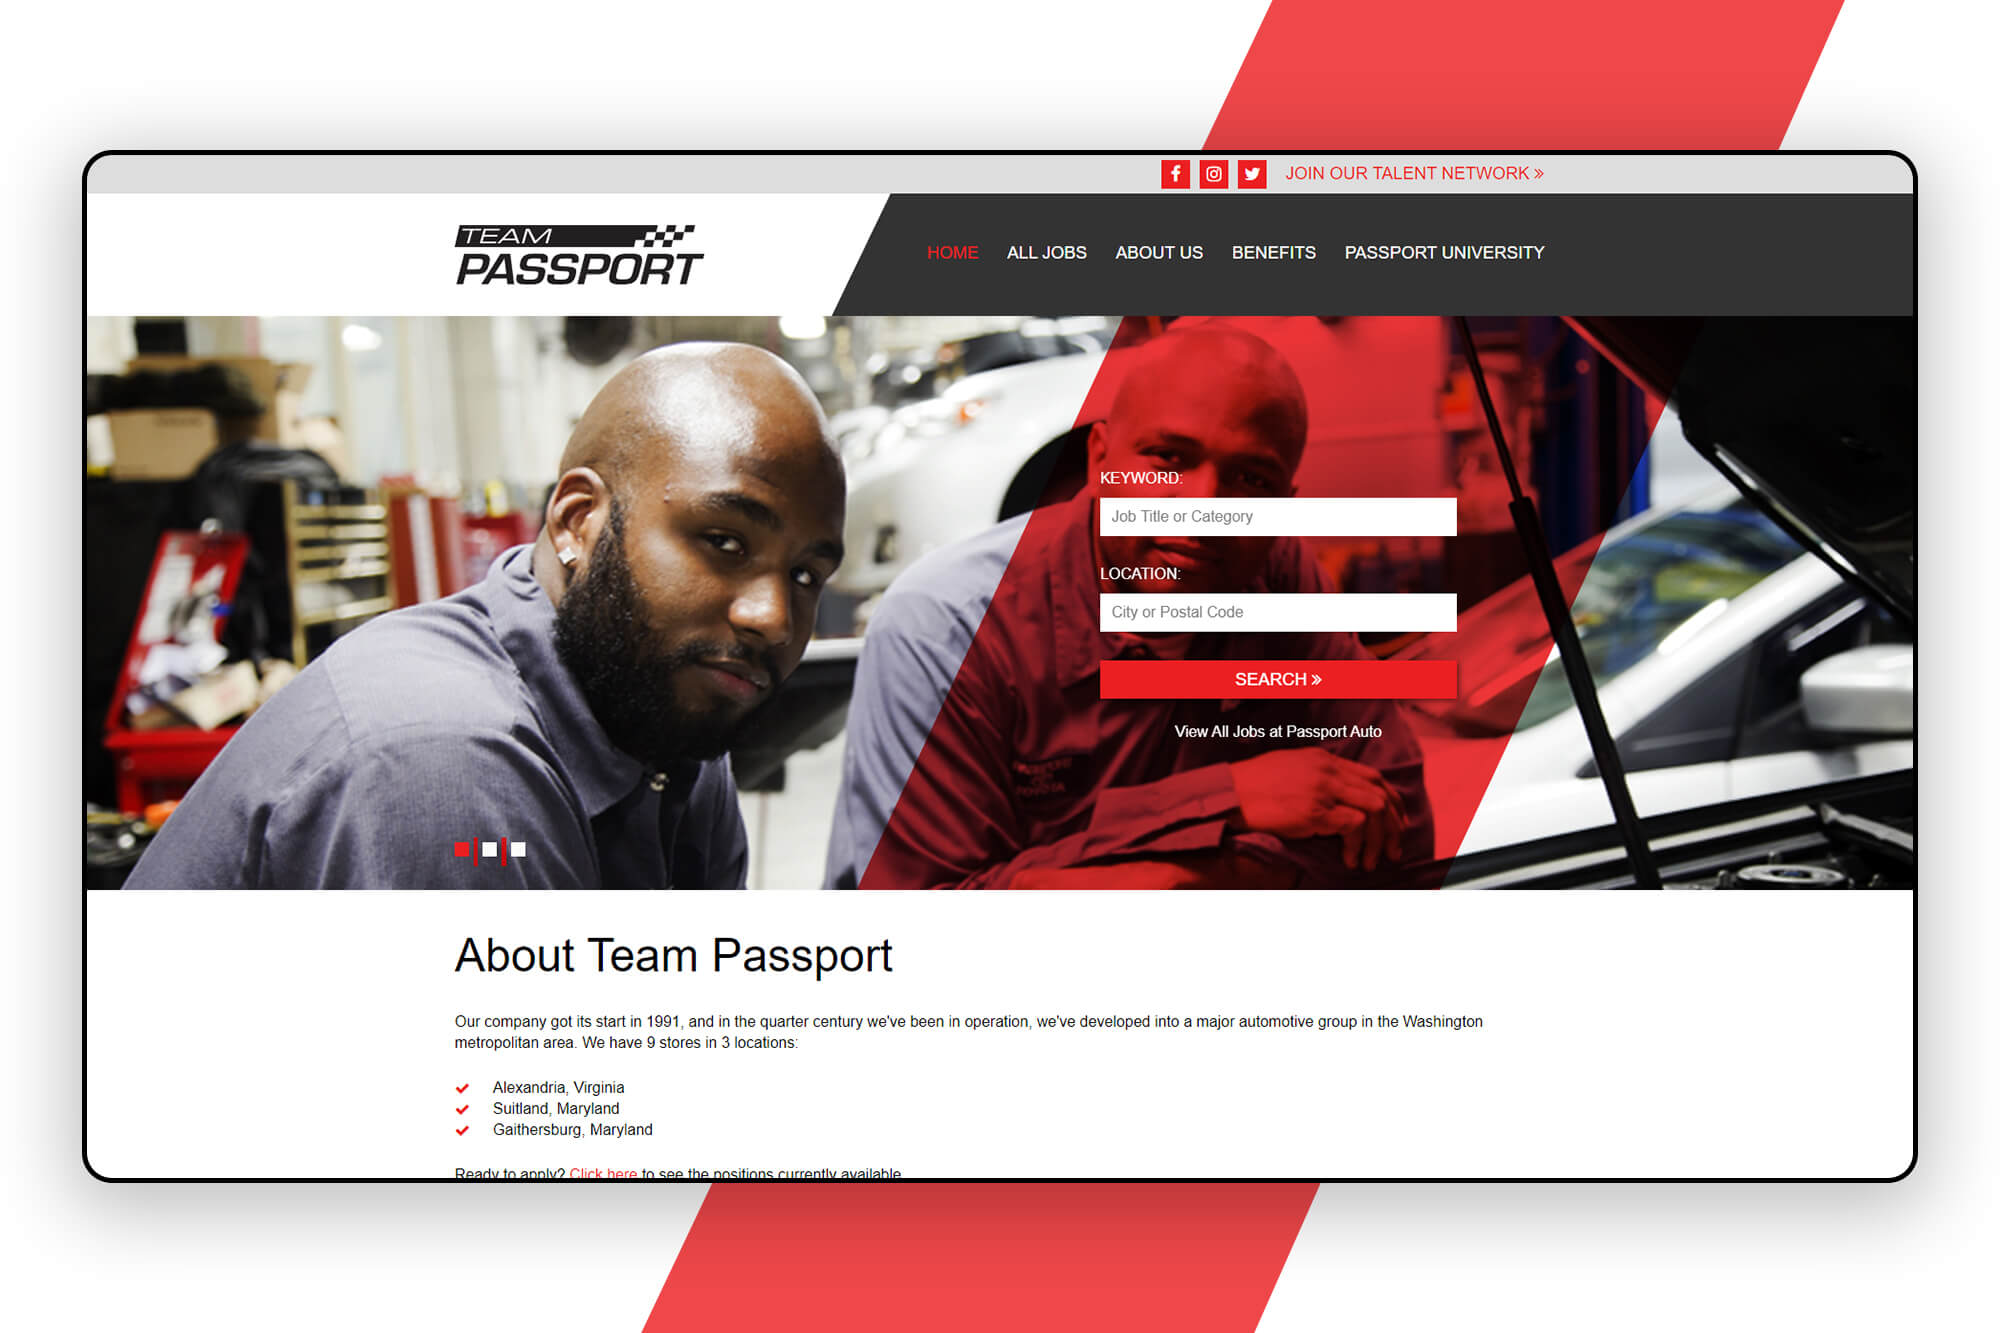 JOIN OUR TALENT NETWORK »
TEAM
PASSPORT
HOME ALL JOBS ABOUT US BENEFITS PASSPORT UNIVERSITY
KEYWORD:
Job Title or Category
LOCATION:
City or Postal Code
SEARCH »
View All Jobs at Passport Auto
About Team Passport
Our company got its start in 1991, and in the quarter century we've been in operation, we've developed into a major automotive group in the Washington
metropolitan area. We have 9 stores in 3 locations:
Alexandria, Virginia
Suitland, Maryland
Gaithersburg, Maryland
Ready to apply? Click here to see the positions currently available